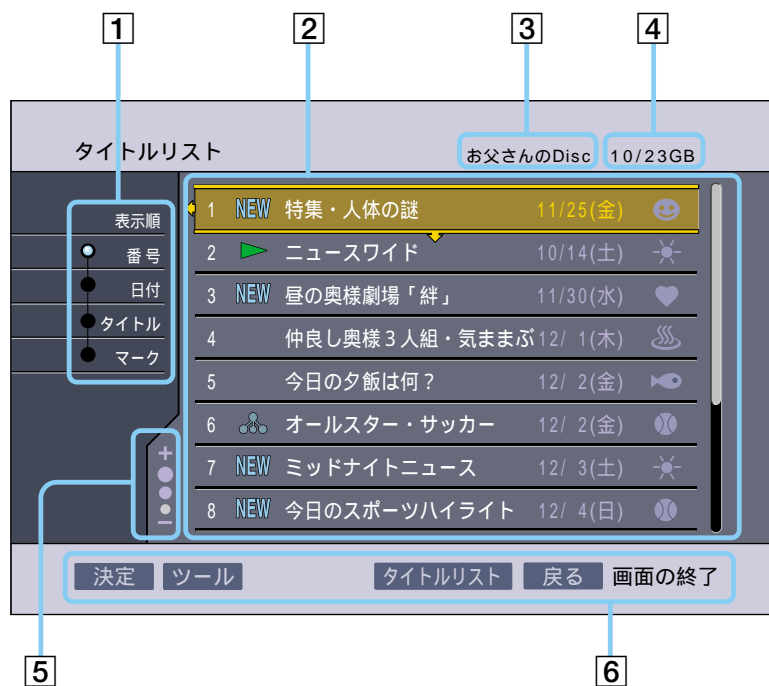 1 2 3 4
タイトルリスト お父さんのDisc 10/23GB
表示順
番号
日付
タイトル
マーク
1 NEW 特集・人体の謎 11/25(金)
2 ニュースワイド 10/14(土)
3 NEW 昼の奥様劇場「絆」 11/30(水)
4 仲良し奥様3人組・気ままぶ 12/ 1(木)
5 今日の夕飯は何? 12/ 2(金)
6 オールスター・サッカー 12/ 2(金)
7 NEW ミッドナイトニュース 12/ 3(土)
8 NEW 今日のスポーツハイライト 12/ 4(日)
+
−
決定 ツール タイトルリスト 戻る 画面の終了
5 6